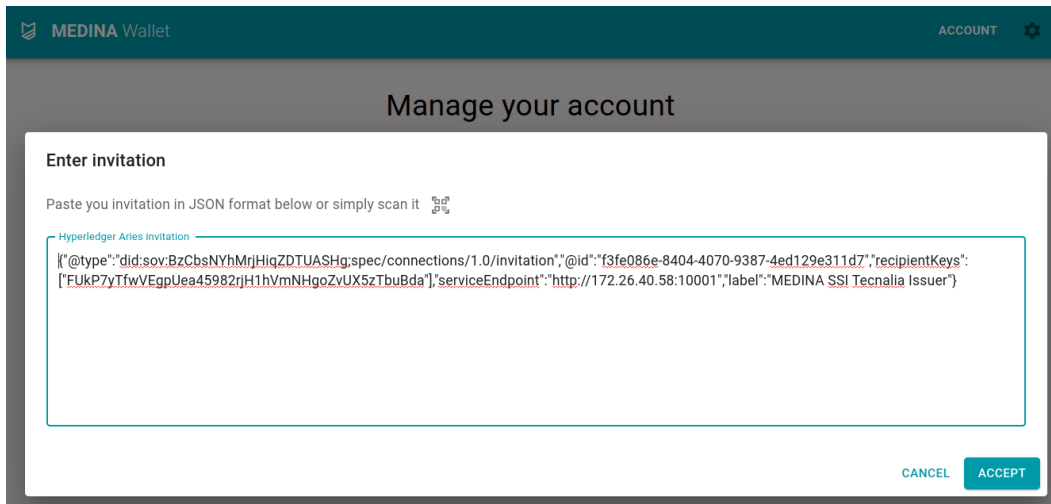 MEDINA Wallet
ACCOUNT
Manage your account
Enter invitation
Paste you invitation in JSON format below or simply scan it
Hyperledger Aries invitation
{"@type":"did:sov:BzCbsNYhMrjHiqZDTUASHg;spec/connections/1.0/invitation","@id":"f3fe086e-8404-4070-9387-4ed129e311d7","recipientKeys":
["FUkP7yTfwVEgpUea45982rjH1hVmNHgoZvUX5zTbuBda"],"serviceEndpoint":"http://172.26.40.58:10001","label":"MEDINA SSI Tecnalia Issuer"}
CANCEL
ACCEPT